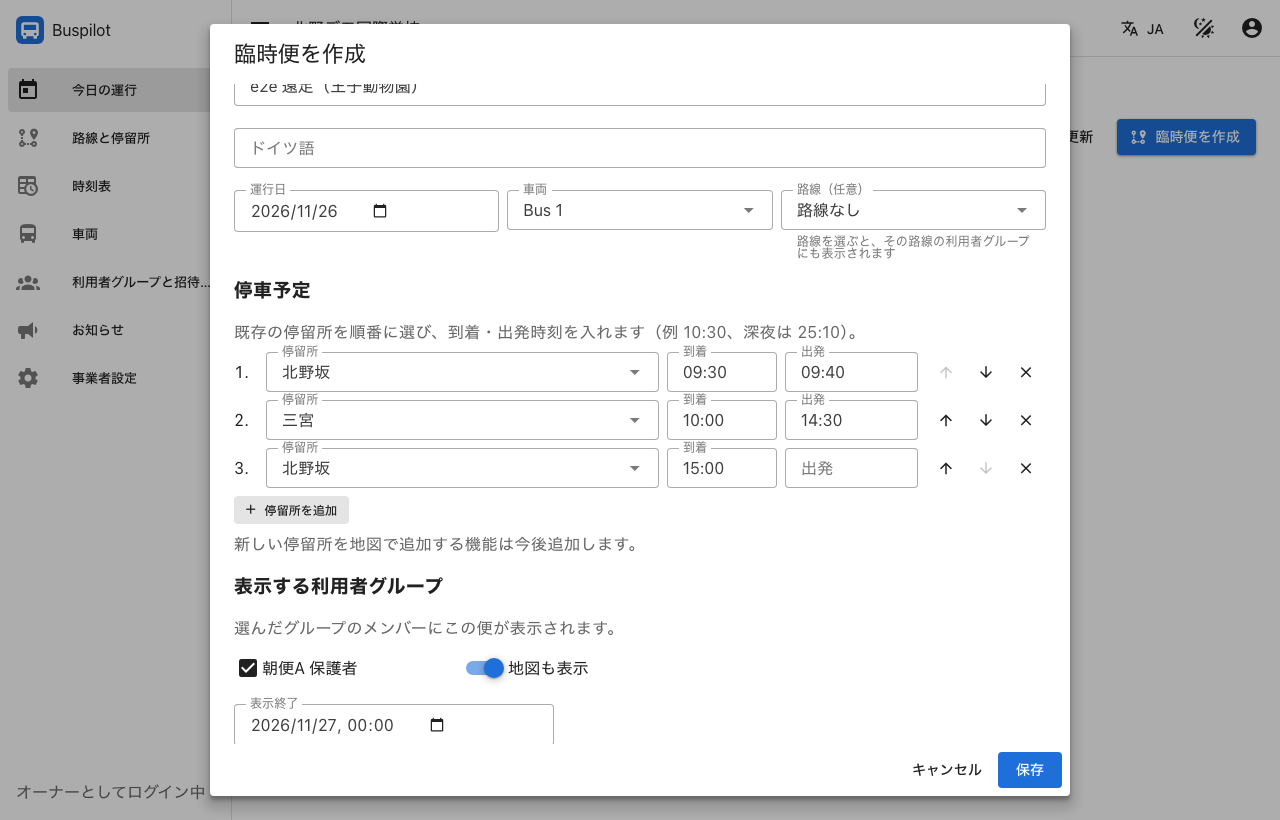 Buspilot
JA
今日の運行
路線と停留所
時刻表
車両
利用者グループと招待...
お知らせ
事業者設定
オーナーとしてログイン中
更新
臨時便を作成
臨時便を作成
e2e 遠足（王子動物園）
ドイツ語
運行日
2026/11/26
車両
Bus 1
路線（任意）
路線なし
路線を選ぶと、その路線の利用者グループ
にも表示されます
停車予定
既存の停留所を順番に選び、到着・出発時刻を入れます（例 10:30、深夜は 25:10）。
1. 停留所 北野坂 到着 09:30 出発 09:40
2. 停留所 三宮 到着 10:00 出発 14:30
3. 停留所 北野坂 到着 15:00 出発
+ 停留所を追加
新しい停留所を地図で追加する機能は今後追加します。
表示する利用者グループ
選んだグループのメンバーにこの便が表示されます。
朝便A 保護者
地図も表示
表示終了
2026/11/27, 00:00
キャンセル
保存